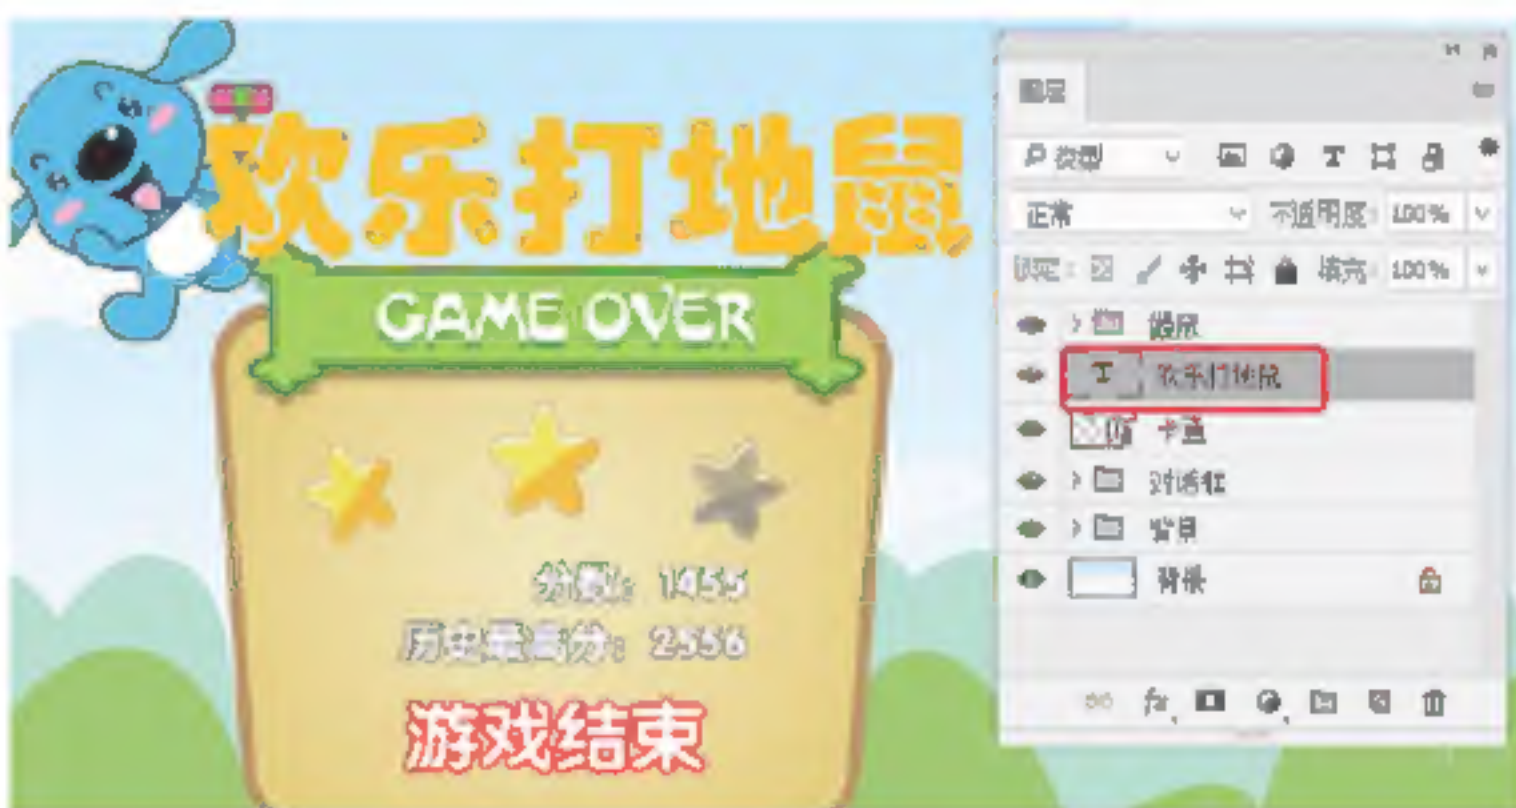 欢乐打地鼠
GAME OVER
分数：1455
历史最高分：2556
游戏结束
图层
类型
正常 不透明度：100%
锁定： 填充：100%
欢乐打地鼠
卡通
对话框
背景
背景
fx